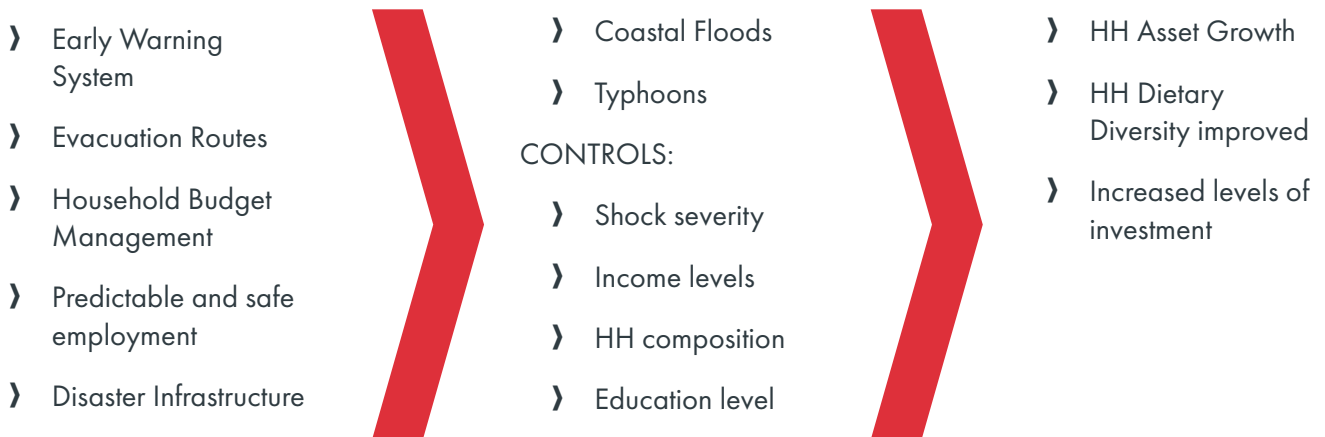 Early Warning
System
Evacuation Routes
Household Budget
Management
Predictable and safe
employment
Disaster Infrastructure
Coastal Floods
Typhoons
CONTROLS:
Shock severity
Income levels
HH composition
Education level
HH Asset Growth
HH Dietary
Diversity improved
Increased levels of
investment